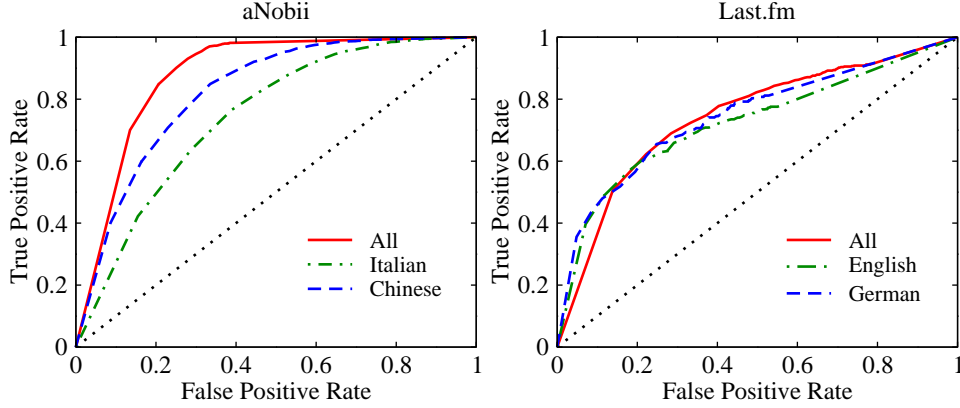 aNobii
True Positive Rate
1
0.8
0.6
0.4
0.2
0
All
Italian
Chinese
0 0.2 0.4 0.6 0.8 1
False Positive Rate
Last.fm
True Positive Rate
1
0.8
0.6
0.4
0.2
0
All
English
German
0 0.2 0.4 0.6 0.8 1
False Positive Rate